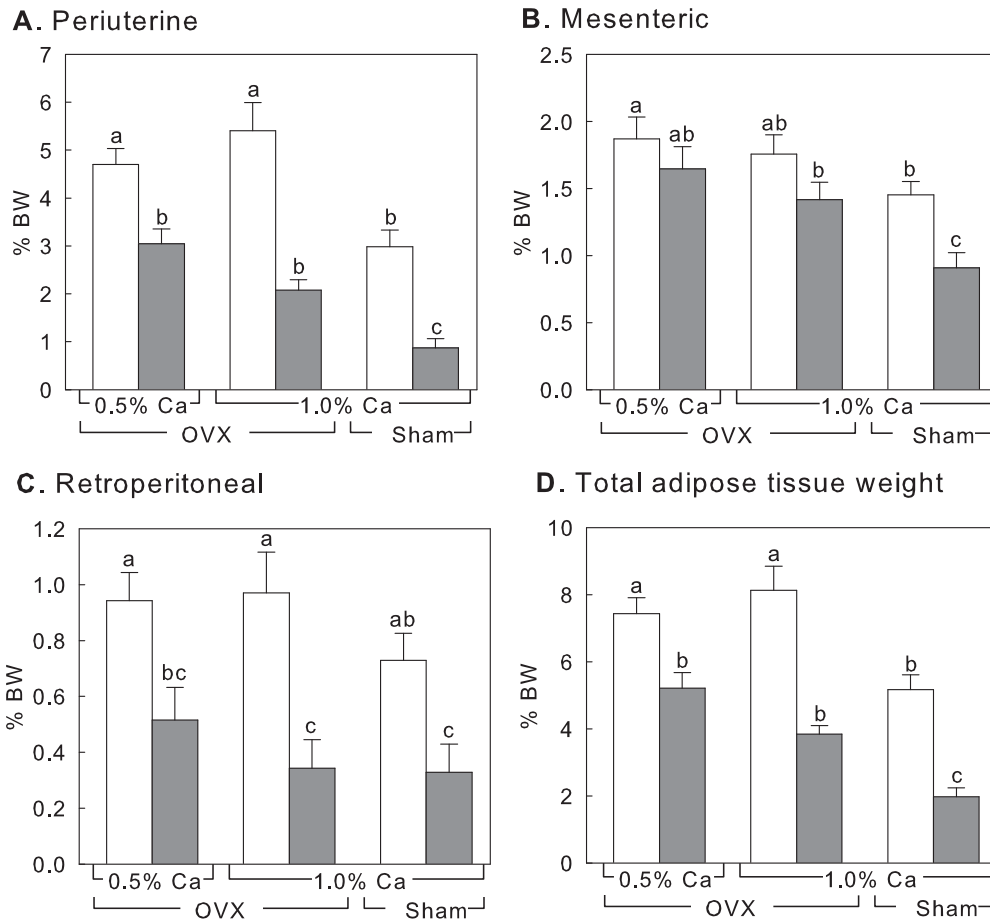 A. Periuterine
7
6
5
4
3
2
1
0
% BW
a
b
a
b
b
c
0.5% Ca
1.0% Ca
OVX
Sham
B. Mesenteric
2.5
2.0
1.5
1.0
0.5
0.0
% BW
a
ab
ab
b
b
c
0.5% Ca
1.0% Ca
OVX
Sham
C. Retroperitoneal
1.2
1.0
0.8
0.6
0.4
0.2
0.0
% BW
a
bc
a
c
ab
c
0.5% Ca
1.0% Ca
OVX
Sham
D. Total adipose tissue weight
10
8
6
4
2
0
% BW
a
b
a
b
b
c
0.5% Ca
1.0% Ca
OVX
Sham